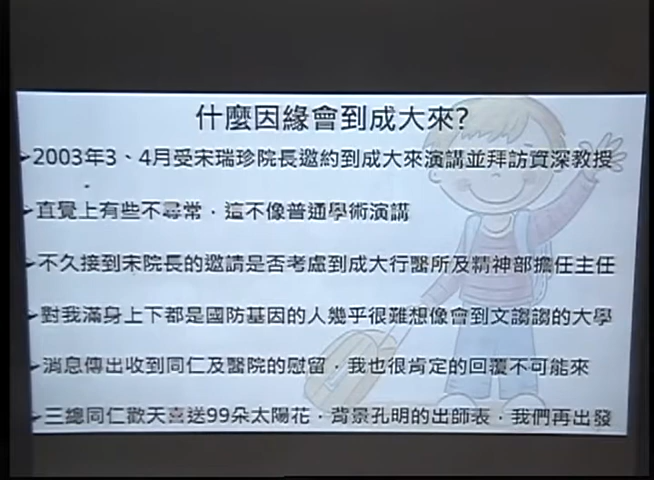 什麼因緣會到成大來?
➢2003年3、4月受宋瑞珍院長邀約到成大來演講並拜訪資深教授
➢直覺上有些不尋常，這不像普通學術演講
➢不久接到宋院長的邀請是否考慮到成大行醫所及精神部擔任主任
➢對我滿身上下都是國防基因的人幾乎很難想像會到文謅謅的大學
➢消息傳出收到同仁及醫院的慰留，我也很肯定的回覆不可能來
➢三總同仁歡天喜送99朵太陽花，背景孔明的出師表，我們再出發